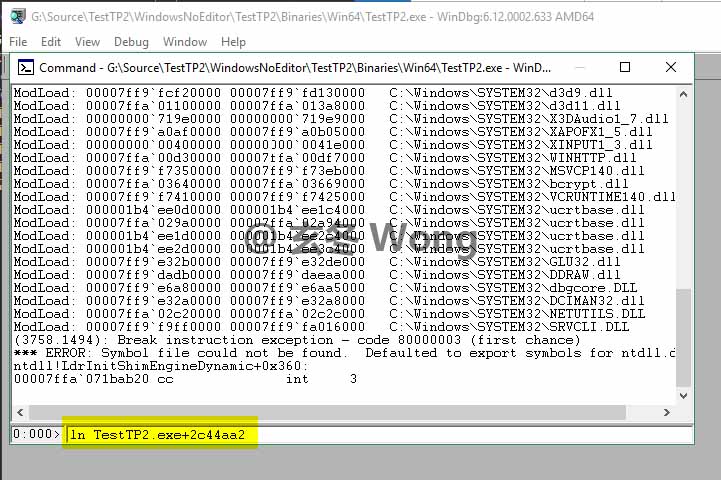 G:\Source\TestTP2\WindowsNoEditor\TestTP2\Binaries\Win64\TestTP2.exe - WinDbg:6.12.0002.633 AMD64
File Edit View Debug Window Help
Command - G:\Source\TestTP2\WindowsNoEditor\TestTP2\Binaries\Win64\TestTP2.exe - WinD...
ModLoad: 00007ff9`fcf20000 00007ff9`fd130000 C:\Windows\SYSTEM32\d3d9.dll
ModLoad: 00007ffa`01100000 00007ffa`013a8000 C:\Windows\SYSTEM32\d3d11.dll
ModLoad: 00000000`719e0000 00000000`719e9000 C:\Windows\SYSTEM32\X3DAudio1_7.dll
ModLoad: 00007ff9`a0af0000 00007ff9`a0b05000 C:\Windows\SYSTEM32\XAPOFX1_5.dll
ModLoad: 00000000`00400000 00000000`0041e000 C:\Windows\SYSTEM32\XINPUT1_3.dll
ModLoad: 00007ffa`00d30000 00007ffa`00df7000 C:\Windows\SYSTEM32\WINHTTP.dll
ModLoad: 00007ff9`f7350000 00007ff9`f73eb000 C:\Windows\SYSTEM32\MSVCP140.dll
ModLoad: 00007ffa`03640000 00007ffa`03669000 C:\Windows\SYSTEM32\bcrypt.dll
ModLoad: 00007ff9`f7410000 00007ff9`f7425000 C:\Windows\SYSTEM32\VCRUNTIME140.dll
ModLoad: 000001b4`ee0d0000 000001b4`ee1c4000 C:\Windows\SYSTEM32\ucrtbase.dll
ModLoad: 00007ffa`029a0000 00007ffa`02a94000 C:\Windows\SYSTEM32\ucrtbase.dll
ModLoad: 000001b4`ee1d0000 000001b4`ee2c4000 C:\Windows\SYSTEM32\ucrtbase.dll
ModLoad: 000001b4`ee2d0000 000001b4`ee3c4000 C:\Windows\SYSTEM32\ucrtbase.dll
ModLoad: 00007ff9`e32b0000 00007ff9`e32de000 C:\Windows\SYSTEM32\GLU32.dll
ModLoad: 00007ff9`dadb0000 00007ff9`daeaa000 C:\Windows\SYSTEM32\DDRAW.dll
ModLoad: 00007ff9`e6a80000 00007ff9`e6aa5000 C:\Windows\SYSTEM32\dbgcore.DLL
ModLoad: 00007ff9`e32a0000 00007ff9`e32a8000 C:\Windows\SYSTEM32\DCIMAN32.dll
ModLoad: 00007ffa`02c20000 00007ffa`02c2c000 C:\Windows\SYSTEM32\NETUTILS.DLL
ModLoad: 00007ff9`f9ff0000 00007ff9`fa016000 C:\Windows\SYSTEM32\SRVCLI.DLL
(3758.1494): Break instruction exception - code 80000003 (first chance)
*** ERROR: Symbol file could not be found. Defaulted to export symbols for ntdll.d
ntdll!LdrInitShimEngineDynamic+0x360:
00007ffa`071bab20 cc int 3
0:000> ln TestTP2.exe+2c44aa2
@ 玄冬 Wong